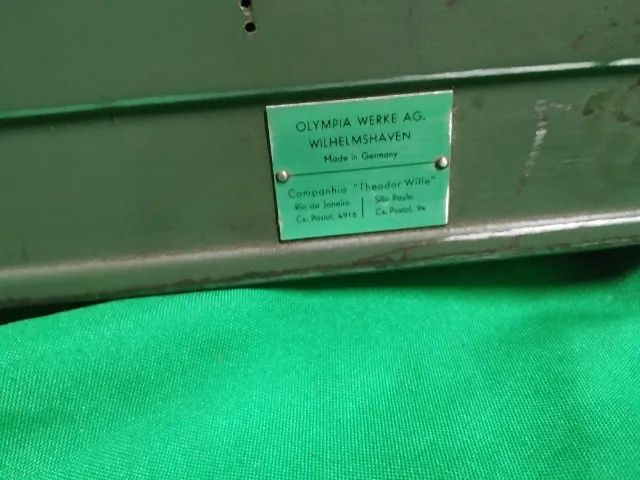 OLYMPIA WERKE AG.
WILHELMSHAVEN
Made in Germany
Companhia "Theodor Wille"
Rio de Janeiro | São Paulo
Cx. Postal, 4916 | Cx. Postal, 94